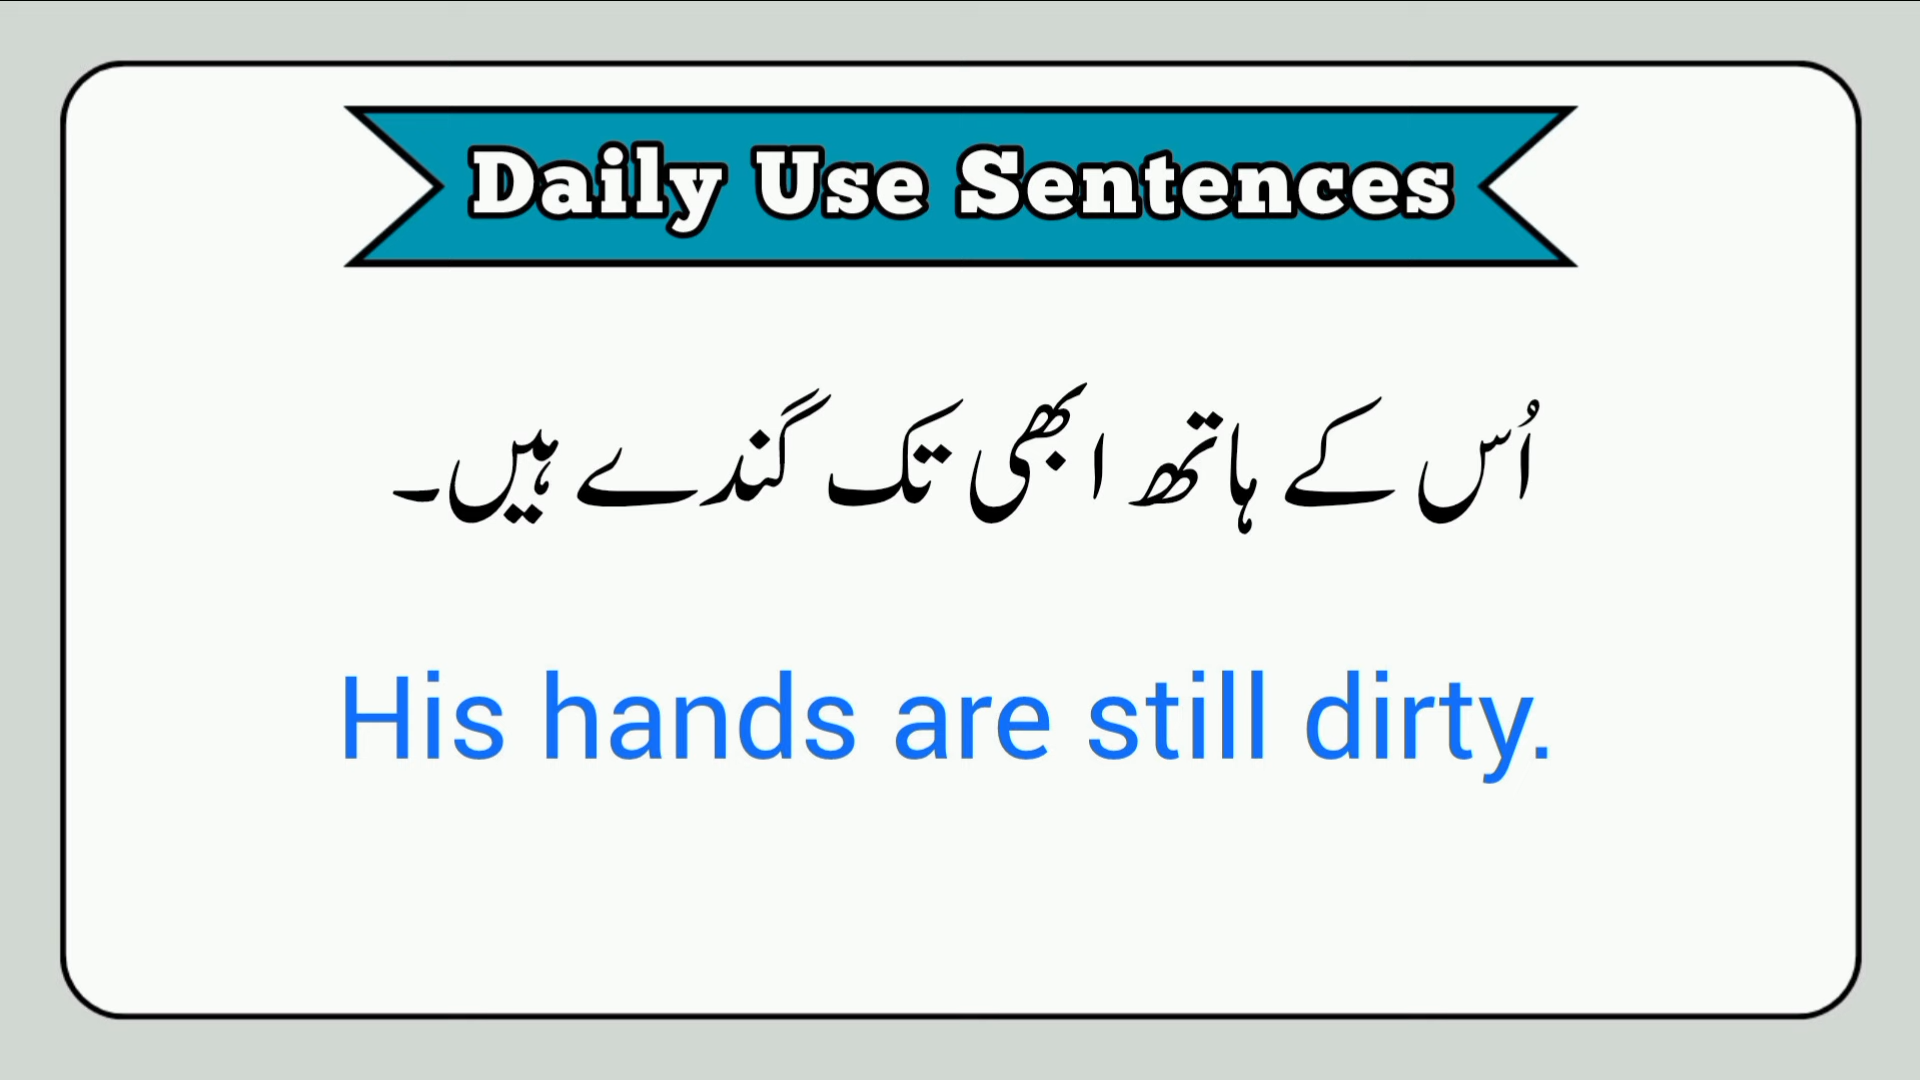 Daily Use Sentences
اُس کے ہاتھ ابھی تک گندے ہیں۔
His hands are still dirty.